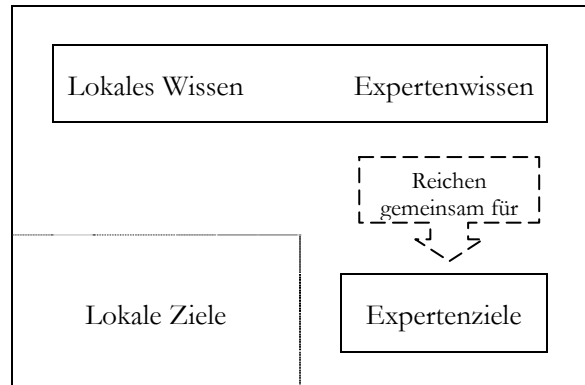 Lokales Wissen Expertenwissen
Reichen
gemeinsam für
Lokale Ziele Expertenziele